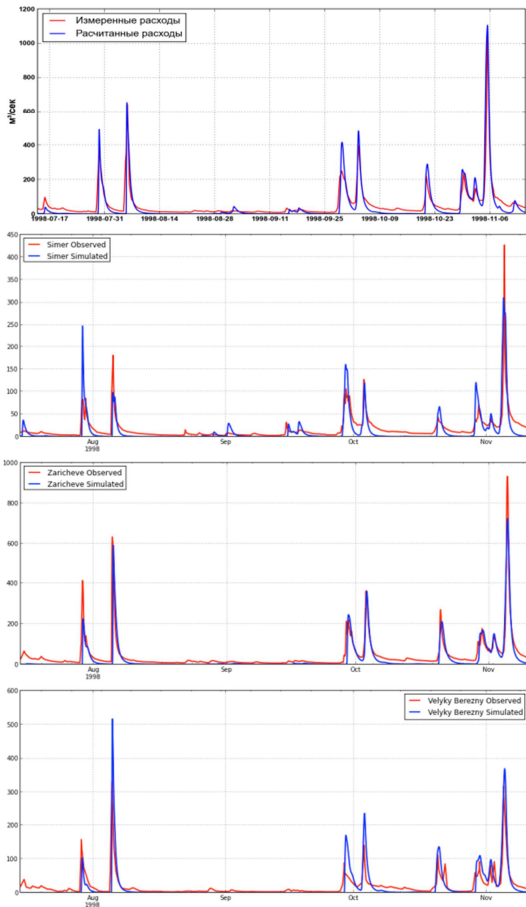 1200
Измеренные расходы
Расчитанные расходы
1000
800
м³/сек
600
400
200
0
1998-07-17 1998-07-31 1998-08-14 1998-08-28 1998-09-11 1998-09-25 1998-10-09 1998-10-23 1998-11-06
450
Simer Observed
Simer Simulated
400
350
300
250
200
150
100
50
0
Aug Sep Oct Nov
1998
1000
Zaricheve Observed
Zaricheve Simulated
800
600
400
200
0
Aug Sep Oct Nov
1998
600
Velyky Berezny Observed
Velyky Berezny Simulated
500
400
300
200
100
0
Aug Sep Oct Nov
1998